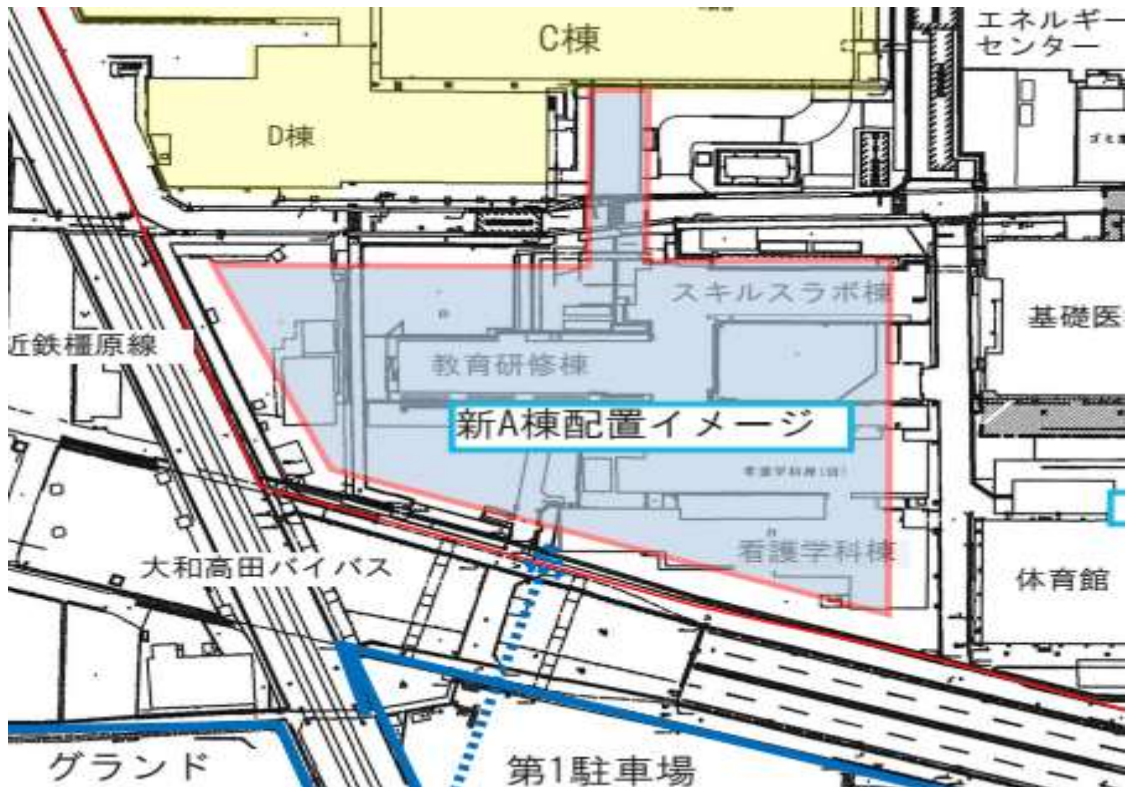 C棟
エネルギー
センター
D棟
スキルスラボ棟
基礎医
近鉄橿原線
教育研修棟
新A棟配置イメージ
看護学科棟
大和高田バイパス
体育館
グランド
第1駐車場